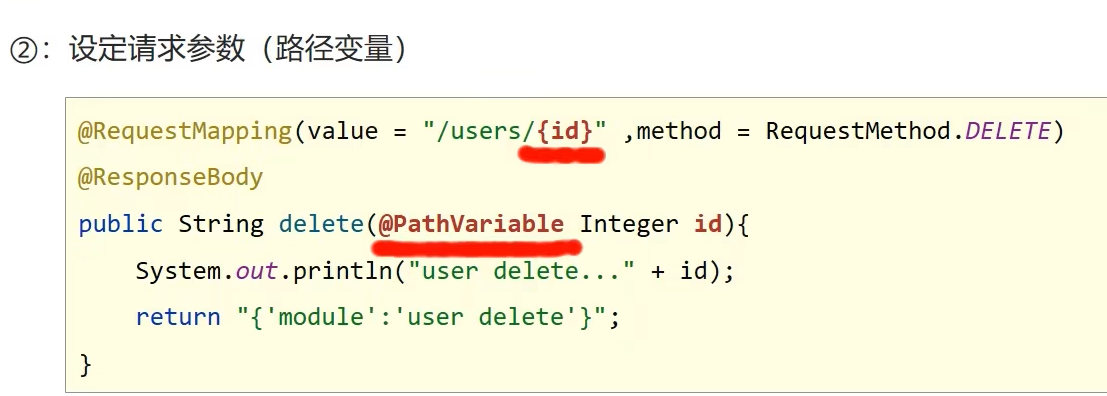 ②：设定请求参数（路径变量）
@RequestMapping(value = "/users/{id}" ,method = RequestMethod.DELETE)
@ResponseBody
public String delete(@PathVariable Integer id){
    System.out.println("user delete..." + id);
    return "{'module':'user delete'}";
}